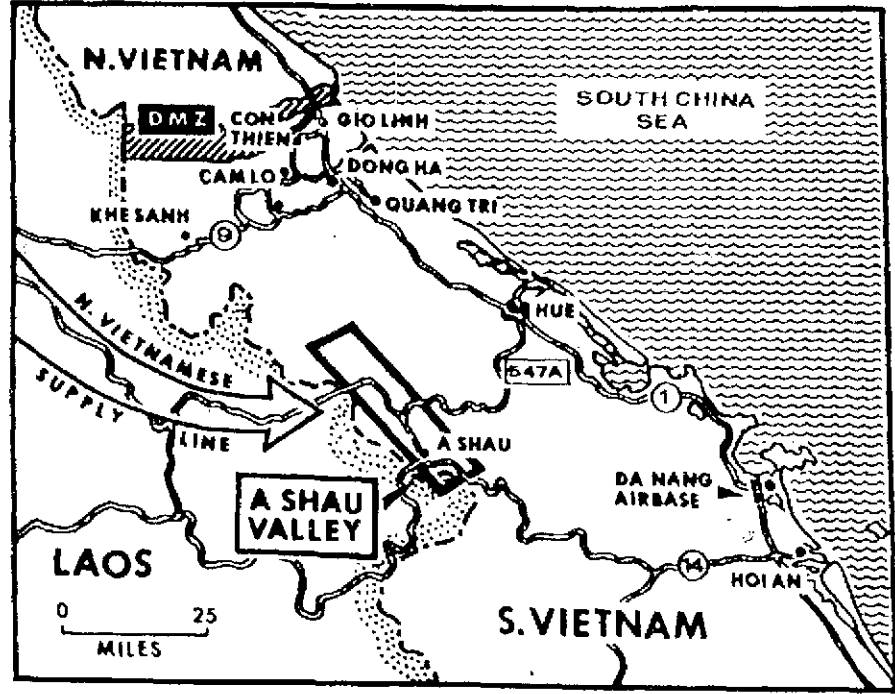 N. VIETNAM
DMZ
CON
THIEN
GIO LINH
SOUTH CHINA
SEA
CAM LO
DONG HA
QUANG TRI
KHE SANH
9
HUE
N. VIETNAMESE
SUPPLY LINE
547A
1
A SHAU
DA NANG
AIRBASE
A SHAU
VALLEY
LAOS
14
HOI AN
0 25
MILES
S. VIETNAM